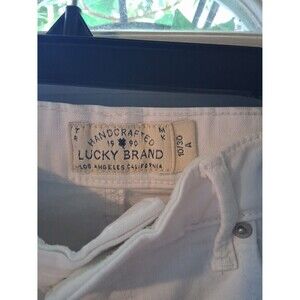 HANDCRAFTED
19 90
LUCKY BRAND
LOS ANGELES CALIFORNIA
10/30
A